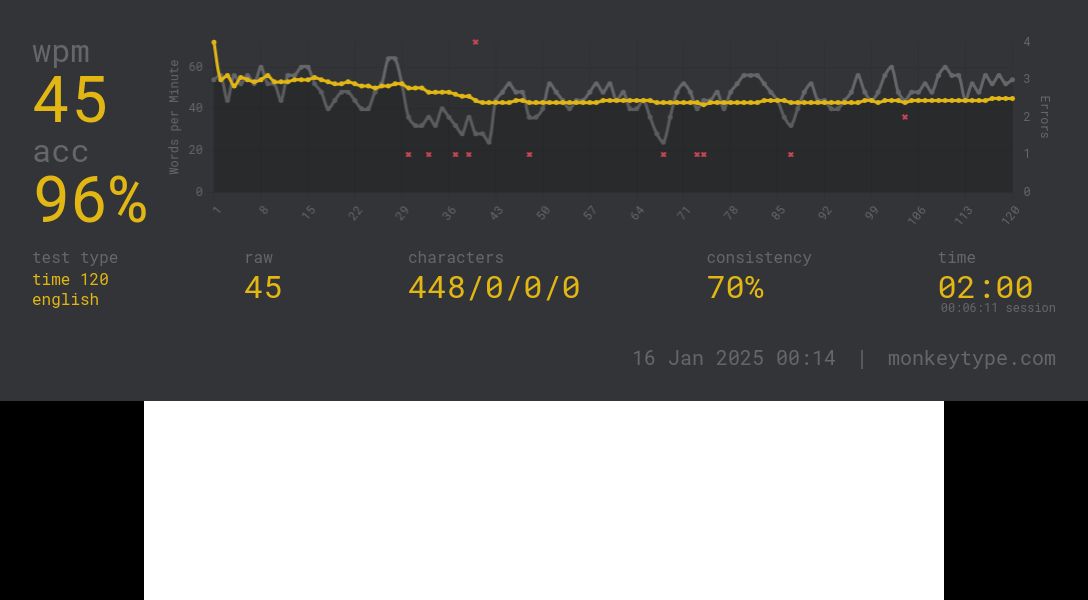 wpm
45
acc
96%
Words per Minute
60
40
20
0
4
3
2
1
0
Errors
1 8 15 22 29 36 43 50 57 64 71 78 85 92 99 106 113 120
test type
time 120
english
raw
45
characters
448/0/0/0
consistency
70%
time
02:00
00:06:11 session
16 Jan 2025 00:14 | monkeytype.com